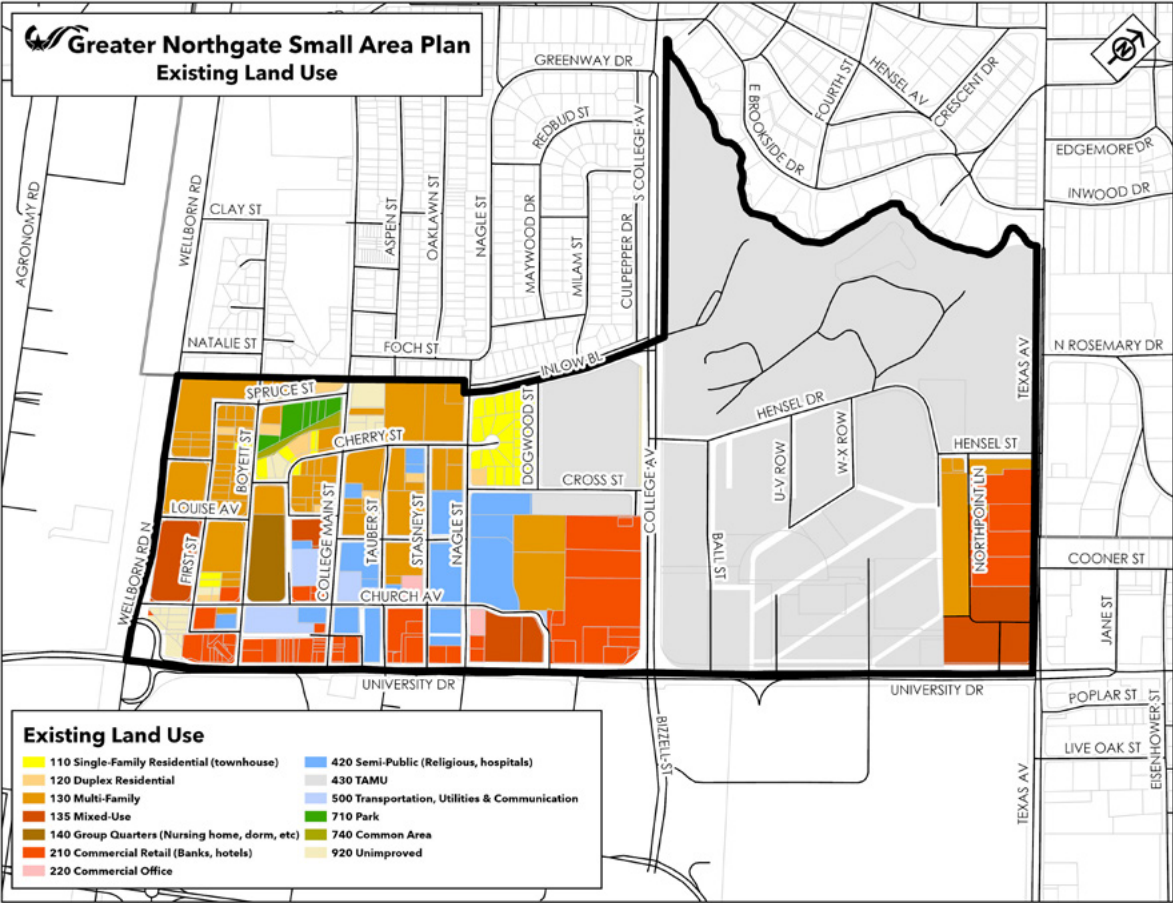 Greater Northgate Small Area Plan
Existing Land Use
N
GREENWAY DR
REDBUD ST
S COLLEGE AV
E BROOKSIDE DR
FOURTH ST
HENSEL AV
CRESCENT DR
EDGEMORE DR
INWOOD DR
AGRONOMY RD
WELLBORN RD
CLAY ST
ASPEN ST
OAKLAWN ST
NAGLE ST
MAYWOOD DR
MILAM ST
CULPEPPER DR
NATALIE ST
FOCH ST
INLOW BL
N ROSEMARY DR
TEXAS AV
SPRUCE ST
BOYETT ST
CHERRY ST
DOGWOOD ST
HENSEL DR
HENSEL ST
U-V ROW
W-X ROW
CROSS ST
COLLEGE AV
LOUISE AV
COLLEGE MAIN ST
TAUBER ST
STASNEY ST
NAGLE ST
NORTHPOINT LN
FIRST ST
WELLBORN RD N
BALL ST
COONER ST
JANE ST
CHURCH AV
UNIVERSITY DR
UNIVERSITY DR
POPLAR ST
LIVE OAK ST
EISENHOWER ST
BIZZELL ST
TEXAS AV
Existing Land Use
110 Single-Family Residential (townhouse)
120 Duplex Residential
130 Multi-Family
135 Mixed-Use
140 Group Quarters (Nursing home, dorm, etc)
210 Commercial Retail (Banks, hotels)
220 Commercial Office
420 Semi-Public (Religious, hospitals)
430 TAMU
500 Transportation, Utilities & Communication
710 Park
740 Common Area
920 Unimproved